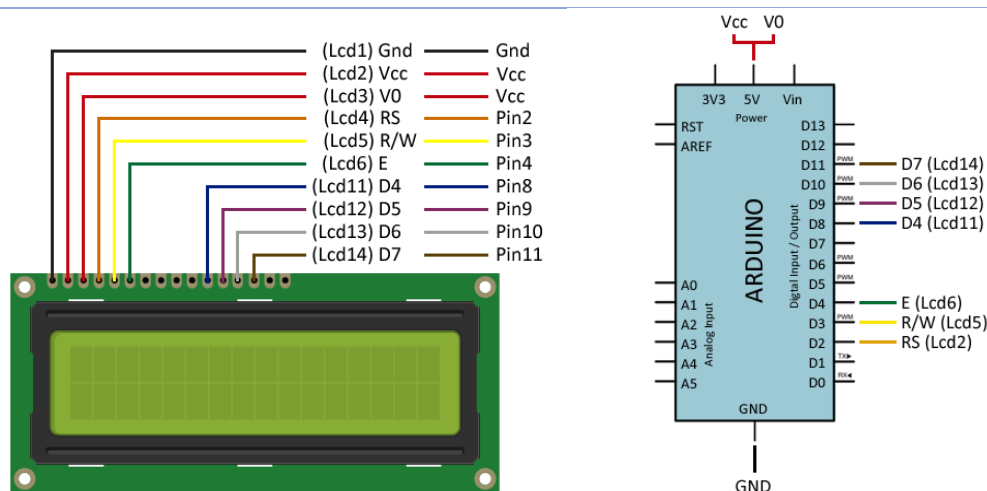 (Lcd1) Gnd Gnd
(Lcd2) Vcc Vcc
(Lcd3) V0 Vcc
(Lcd4) RS Pin2
(Lcd5) R/W Pin3
(Lcd6) E Pin4
(Lcd11) D4 Pin8
(Lcd12) D5 Pin9
(Lcd13) D6 Pin10
(Lcd14) D7 Pin11
Vcc V0
3V3 5V Vin
Power
RST D13
AREF D12
D11 PWM D7 (Lcd14)
D10 PWM D6 (Lcd13)
D9 PWM D5 (Lcd12)
D8 D4 (Lcd11)
D7
D6 PWM
A0 D5 PWM
A1 D4 E (Lcd6)
A2 D3 PWM R/W (Lcd5)
A3 D2 RS (Lcd2)
A4 D1 TX
A5 D0 RX
ARDUINO
Analog Input
Digtal Input / Output
GND
GND